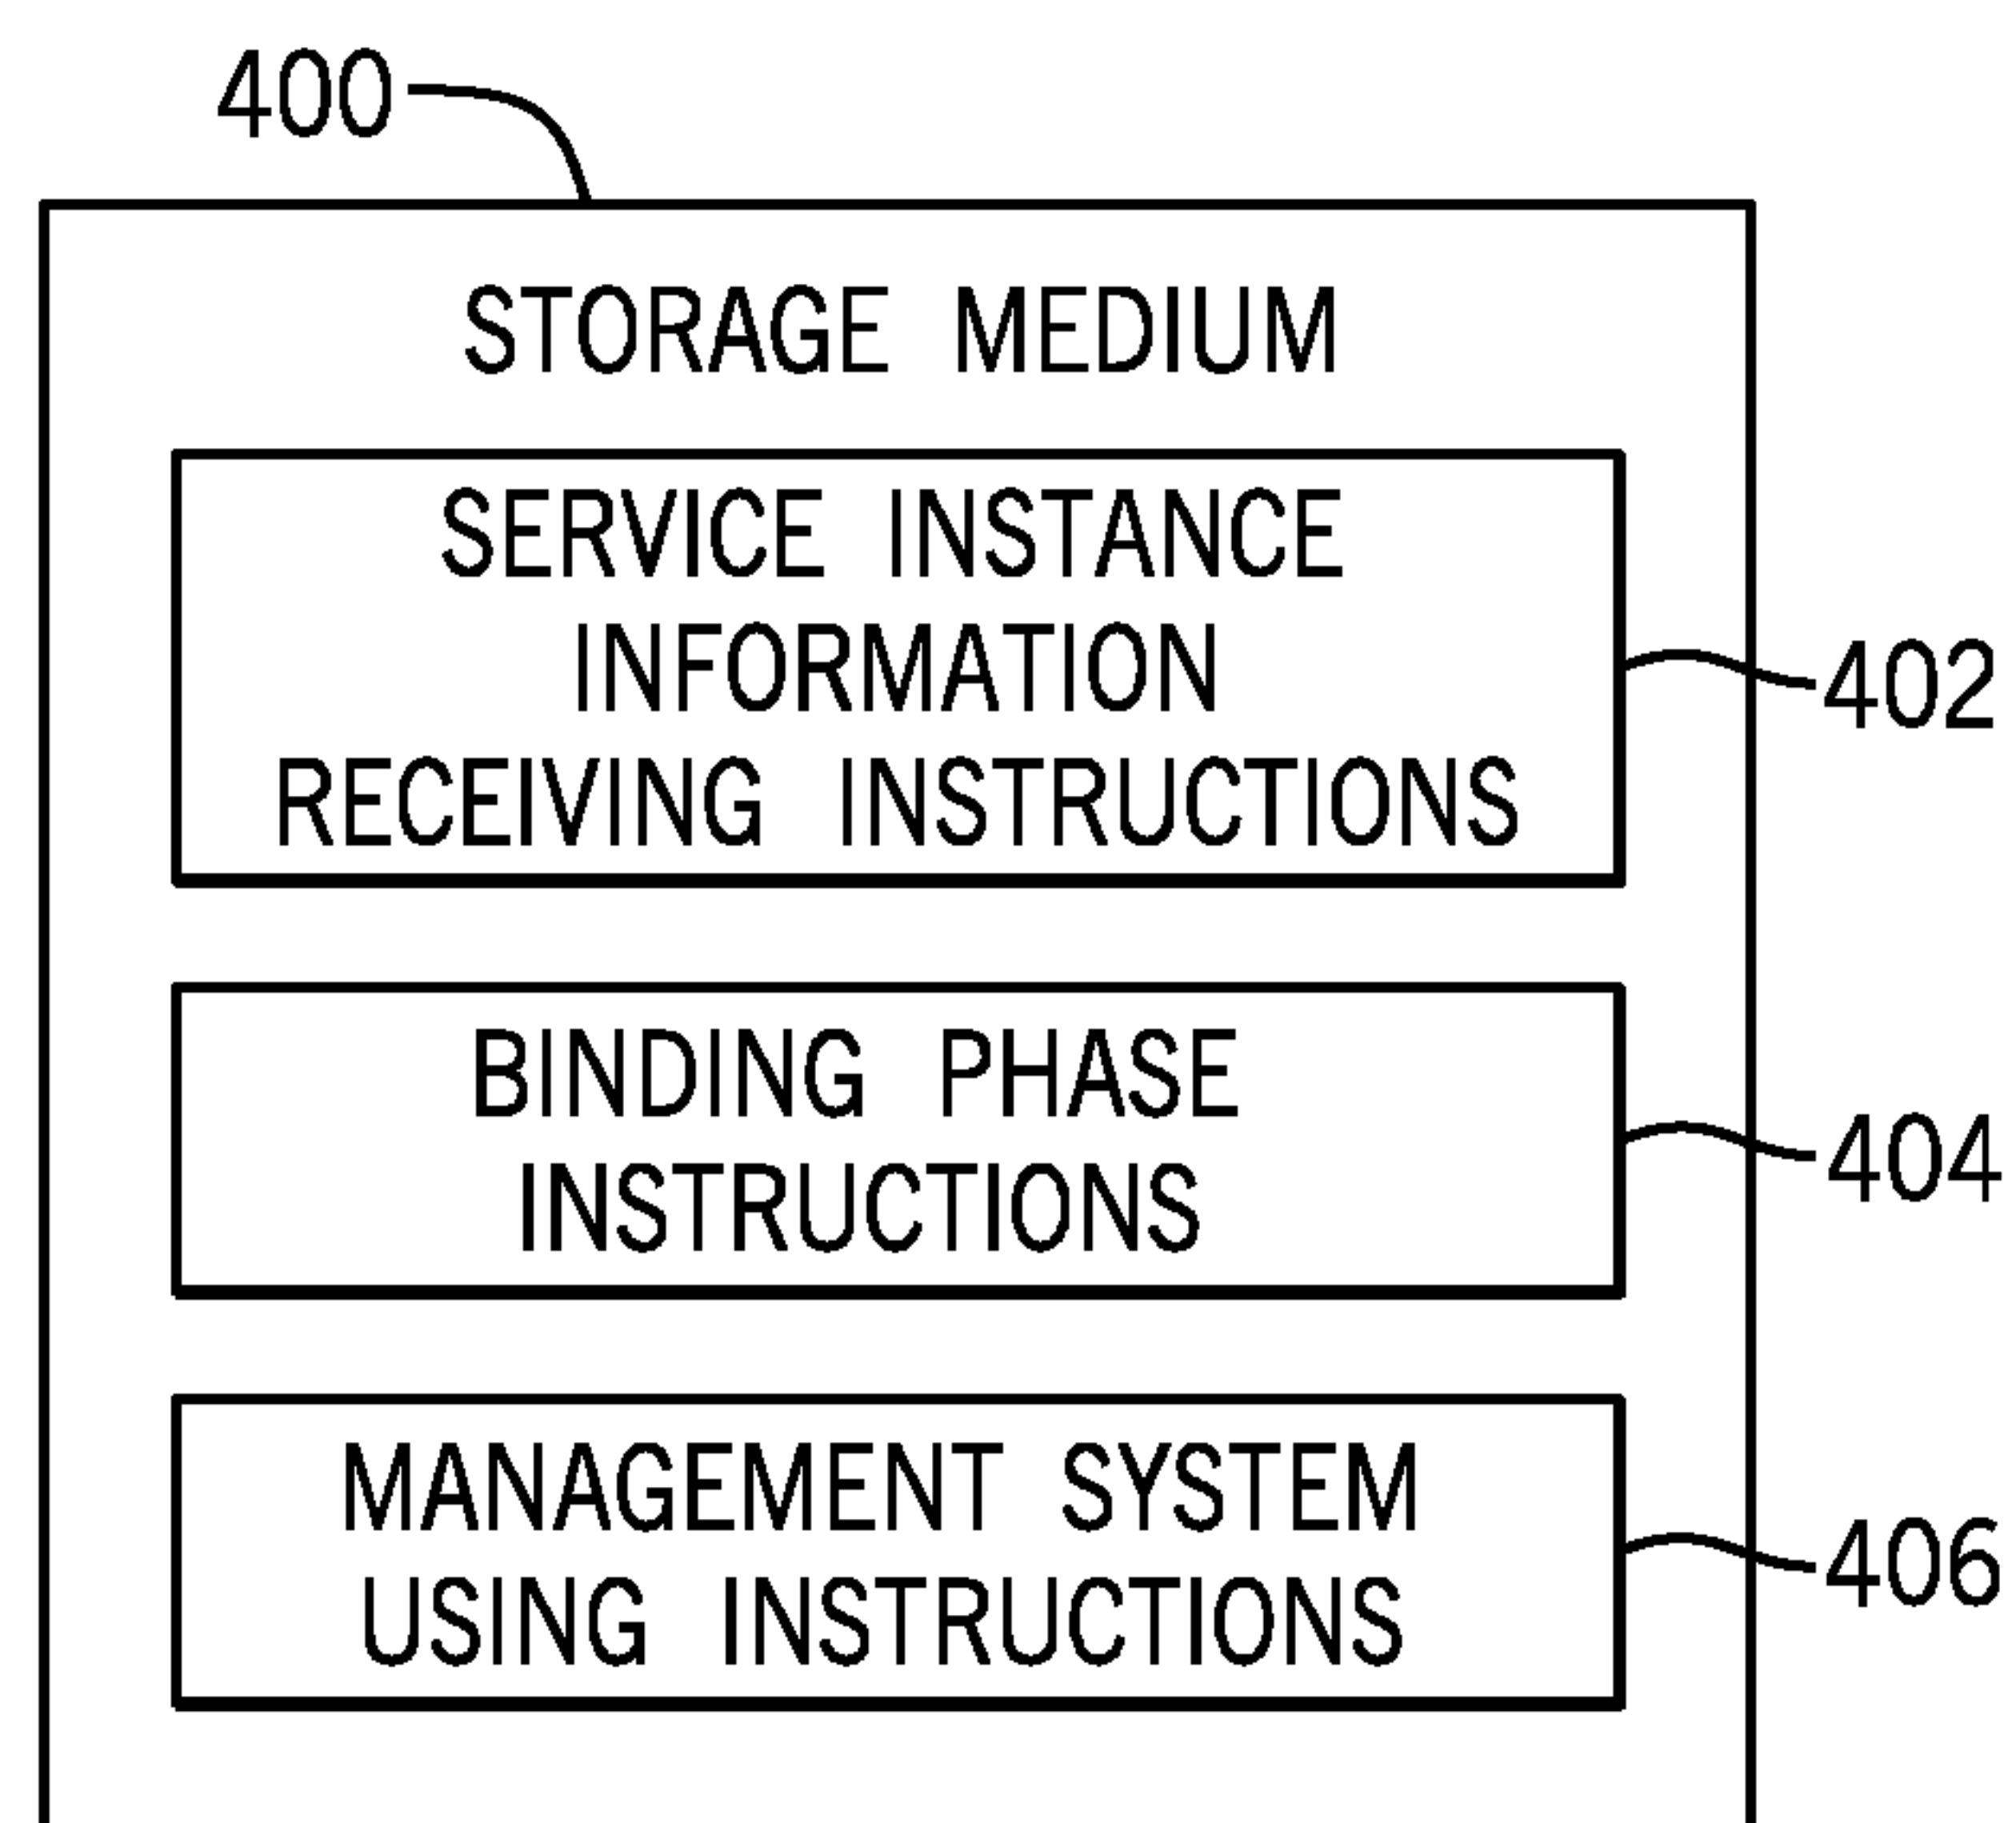 400
STORAGE MEDIUM
SERVICE INSTANCE
INFORMATION
RECEIVING INSTRUCTIONS
402
BINDING PHASE
INSTRUCTIONS
404
MANAGEMENT SYSTEM
USING INSTRUCTIONS
406